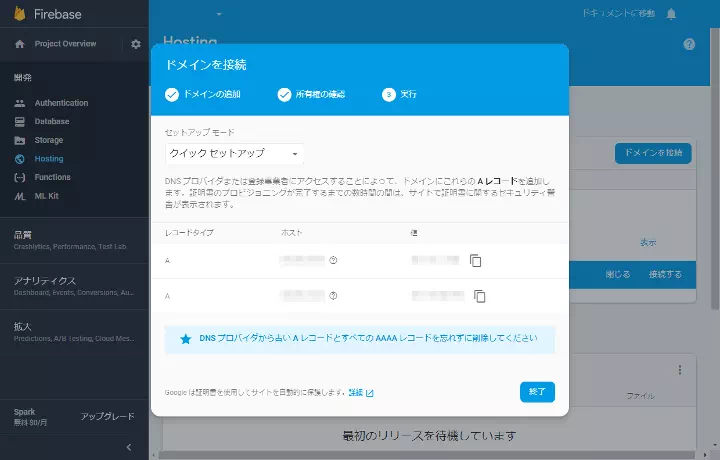 Firebase
ドキュメントに移動
Project Overview
Hosting
開発
Authentication
Database
Storage
Hosting
Functions
ML Kit
品質
Crashlytics, Performance, Test Lab
アナリティクス
Dashboard, Events, Conversions, Au...
拡大
Predictions, A/B Testing, Cloud Mes...
Spark
無料 $0/月
アップグレード
ドメインを接続
ドメインの追加
所有権の確認
3 実行
セットアップ モード
クイック セットアップ
DNS プロバイダまたは登録事業者にアクセスすることによって、ドメインにこれらの A レコードを追加し
ます。証明書のプロビジョニングが完了するまでの数時間の間は、サイトで証明書に関するセキュリティ警
告が表示されます。
レコードタイプ ホスト 値
A
A
DNS プロバイダから古い A レコードとすべての AAAA レコードを忘れずに削除してください
Google は証明書を使用してサイトを自動的に保護します。詳細
終了
ドメインを接続
表示
閉じる 接続する
ファイル
最初のリリースを待機しています